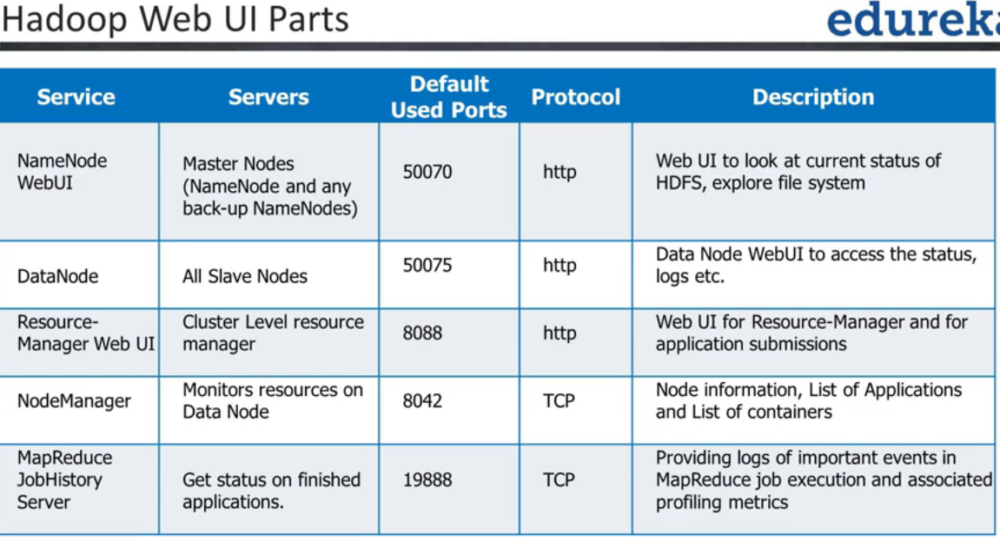 Hadoop Web UI Parts
Service
Servers
Default
Used Ports
Protocol
Description
NameNode
WebUI
Master Nodes
(NameNode and any
back-up NameNodes)
50070
http
Web UI to look at current status of
HDFS, explore file system
DataNode
All Slave Nodes
50075
http
Data Node WebUI to access the status,
logs etc.
Resource-
Manager Web UI
Cluster Level resource
manager
8088
http
Web UI for Resource-Manager and for
application submissions
NodeManager
Monitors resources on
Data Node
8042
TCP
Node information, List of Applications
and List of containers
MapReduce
JobHistory
Server
Get status on finished
applications.
19888
TCP
Providing logs of important events in
MapReduce job execution and associated
profiling metrics